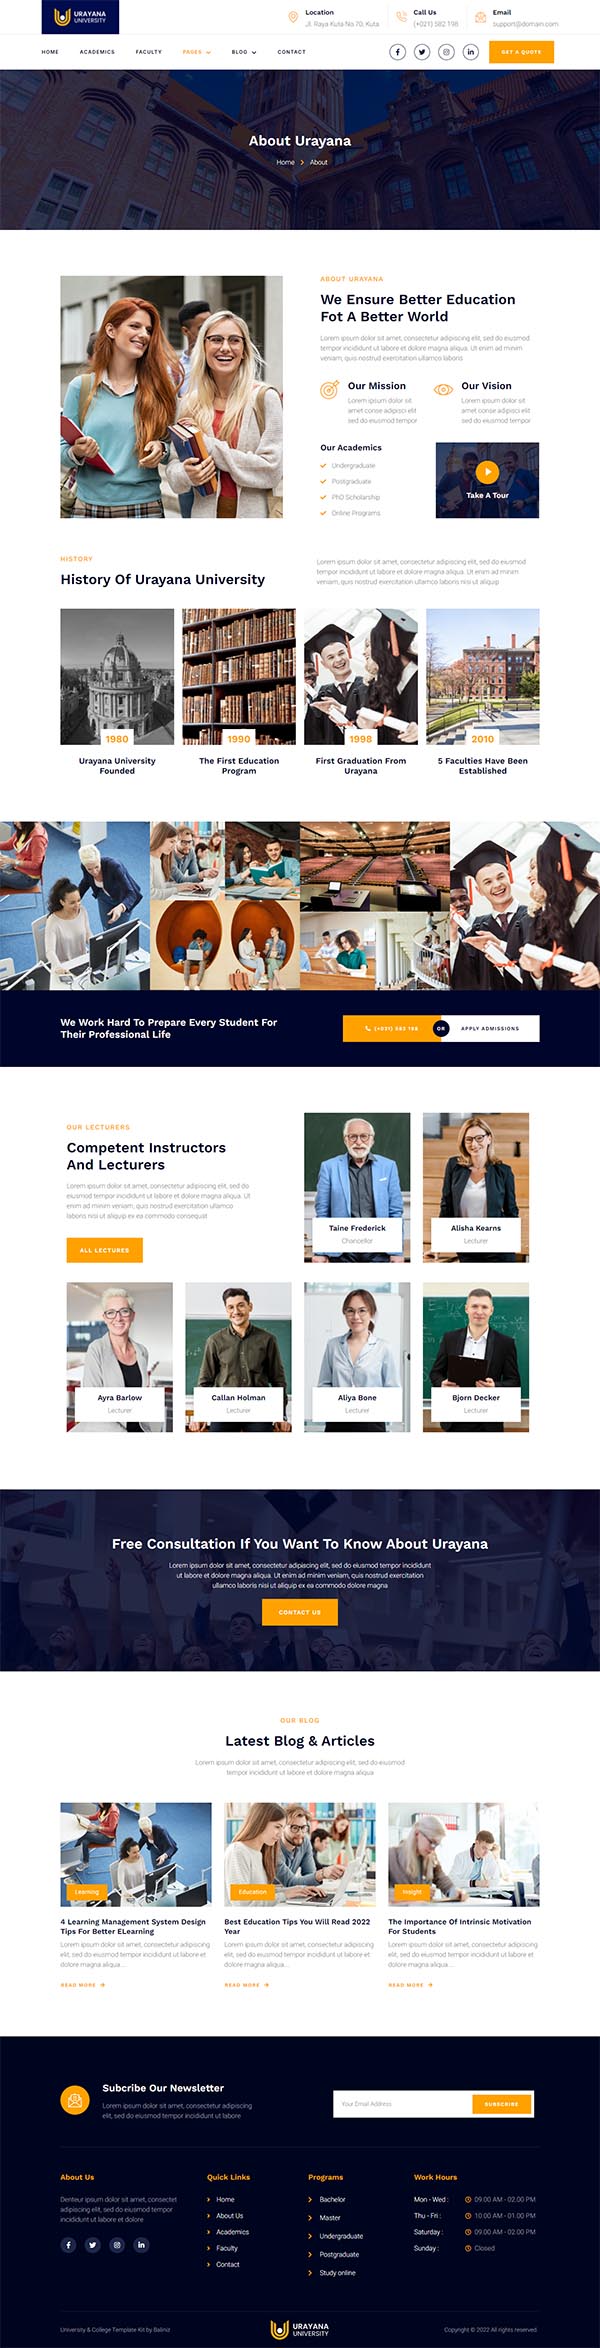 URAYANA
UNIVERSITY
Location
Jl. Raya Kuta No 70, Kuta
Call Us
(+021) 582 198
Email
support@domain.com
HOME
ACADEMICS
FACULTY
PAGES
BLOG
CONTACT
GET A QUOTE
About Urayana
Home
About
ABOUT URAYANA
We Ensure Better Education
Fot A Better World
Lorem ipsum dolor sit amet, consectetur adipiscing elit, sed do eiusmod
tempor incididunt ut labore et dolore magna aliqua. Ut enim ad minim
veniam, quis nostrud exercitation ullamco laboris
Our Mission
Lorem ipsum dolor sit
amet conse adipisci elit
sed do eiusmod tempor
Our Vision
Lorem ipsum dolor sit
amet conse adipisci elit
sed do eiusmod tempor
Our Academics
Undergraduate
Postgraduate
PhD Scholarship
Online Programs
Take A Tour
HISTORY
History Of Urayana University
Lorem ipsum dolor sit amet, consectetur adipiscing elit, sed do eiusmod
tempor incididunt ut labore et dolore magna aliqua. Ut enim ad minim
veniam, quis nostrud exercitation ullamco laboris nisi ut aliquip
1980
Urayana University
Founded
1990
The First Education
Program
1998
First Graduation From
Urayana
2010
5 Faculties Have Been
Established
We Work Hard To Prepare Every Student For
Their Professional Life
(+021) 582 198
OR
APPLY ADMISSIONS
OUR LECTURERS
Competent Instructors
And Lecturers
Lorem ipsum dolor sit amet, consectetur adipiscing elit, sed do
eiusmod tempor incididunt ut labore et dolore magna aliqua. Ut
enim ad minim veniam, quis nostrud exercitation ullamco
laboris nisi ut aliquip ex ea commodo consequat
ALL LECTURES
Taine Frederick
Chancellor
Alisha Kearns
Lecturer
Ayra Barlow
Lecturer
Callan Holman
Lecturer
Aliya Bone
Lecturer
Bjorn Decker
Lecturer
Free Consultation If You Want To Know About Urayana
Lorem ipsum dolor sit amet, consectetur adipiscing elit, sed do eiusmod tempor incididunt
ut labore et dolore magna aliqua. Ut enim ad minim veniam, quis nostrud exercitation
ullamco laboris nisi ut aliquip ex ea commodo dolore magna
CONTACT US
OUR BLOG
Latest Blog & Articles
Lorem ipsum dolor sit amet, consectetur adipiscing elit, sed do eiusmod
tempor incididunt ut labore et dolore magna aliqua
Learning
4 Learning Management System Design
Tips For Better ELearning
Lorem ipsum dolor sit amet, consectetur adipiscing
elit, sed do eiusmod tempor incididunt ut labore et
dolore magna aliqua....
READ MORE
Education
Best Education Tips You Will Read 2022
Year
Lorem ipsum dolor sit amet, consectetur adipiscing
elit, sed do eiusmod tempor incididunt ut labore et
dolore magna aliqua....
READ MORE
Insight
The Importance Of Intrinsic Motivation
For Students
Lorem ipsum dolor sit amet, consectetur adipiscing
elit, sed do eiusmod tempor incididunt ut labore et
dolore magna aliqua....
READ MORE
Subcribe Our Newsletter
Lorem ipsum dolor sit amet, consectetur adipiscing
elit, sed do eiusmod tempor incididunt ut labore
Your Email Address
SUBSCRIBE
About Us
Denteur ipsum dolor sit amet, consectet
adipiscing elit, sed do eiusmod tempor
incididunt ut labore et dolore
Quick Links
Home
About Us
Academics
Faculty
Contact
Programs
Bachelor
Master
Undergraduate
Postgraduate
Study online
Work Hours
Mon - Wed : 09.00 AM - 02.00 PM
Thu - Fri : 10.00 AM - 01.00 PM
Saturday : 09.00 AM - 02.00 PM
Sunday : Closed
University & College Template Kit by Baliniz
URAYANA
UNIVERSITY
Copyright © 2022 All rights reserved.